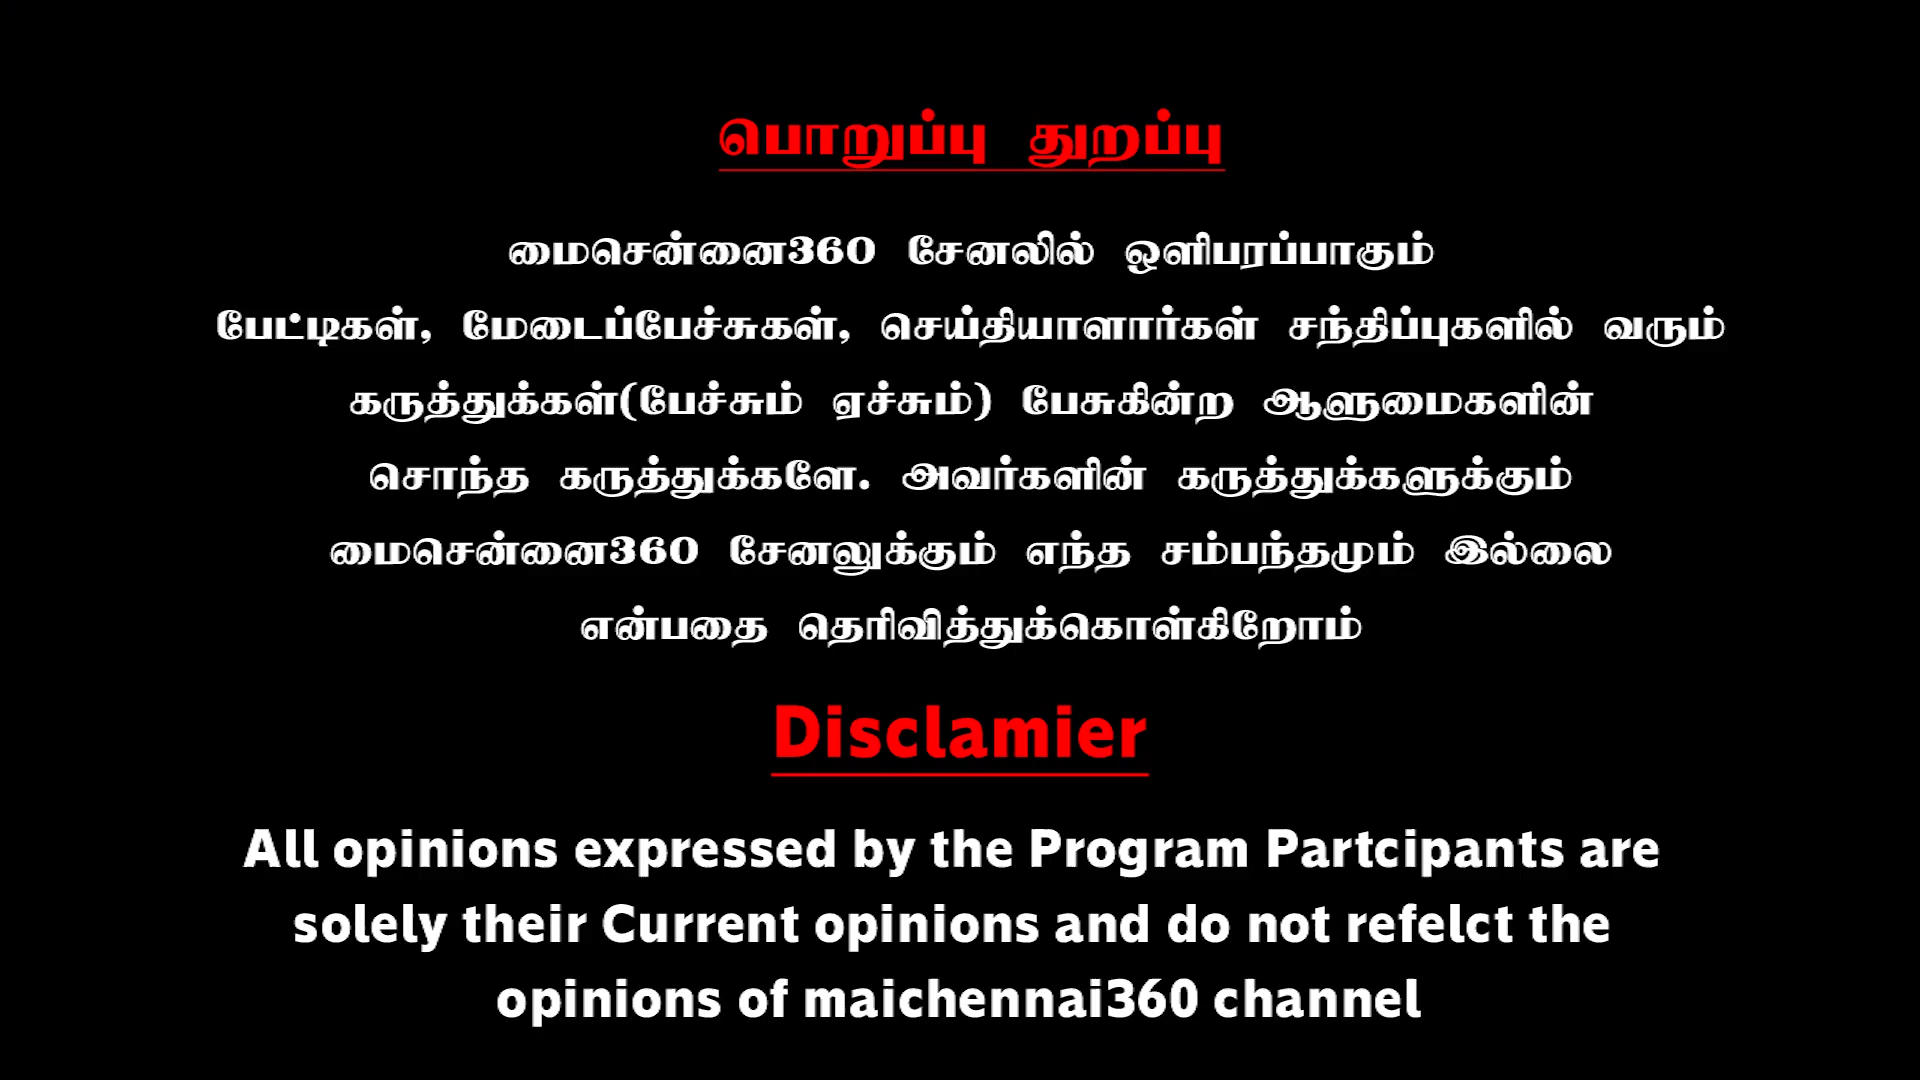 பொறுப்பு துறப்பு
மைசென்னை360 சேனலில் ஒளிபரப்பாகும்
பேட்டிகள், மேடைப்பேச்சுகள், செய்தியாளார்கள் சந்திப்புகளில் வரும்
கருத்துக்கள்(பேச்சும் ஏச்சும்) பேசுகின்ற ஆளுமைகளின்
சொந்த கருத்துக்களே. அவர்களின் கருத்துக்களுக்கும்
மைசென்னை360 சேனலுக்கும் எந்த சம்பந்தமும் இல்லை
என்பதை தெரிவித்துக்கொள்கிறோம்
Disclamier
All opinions expressed by the Program Partcipants are
solely their Current opinions and do not refelct the
opinions of maichennai360 channel